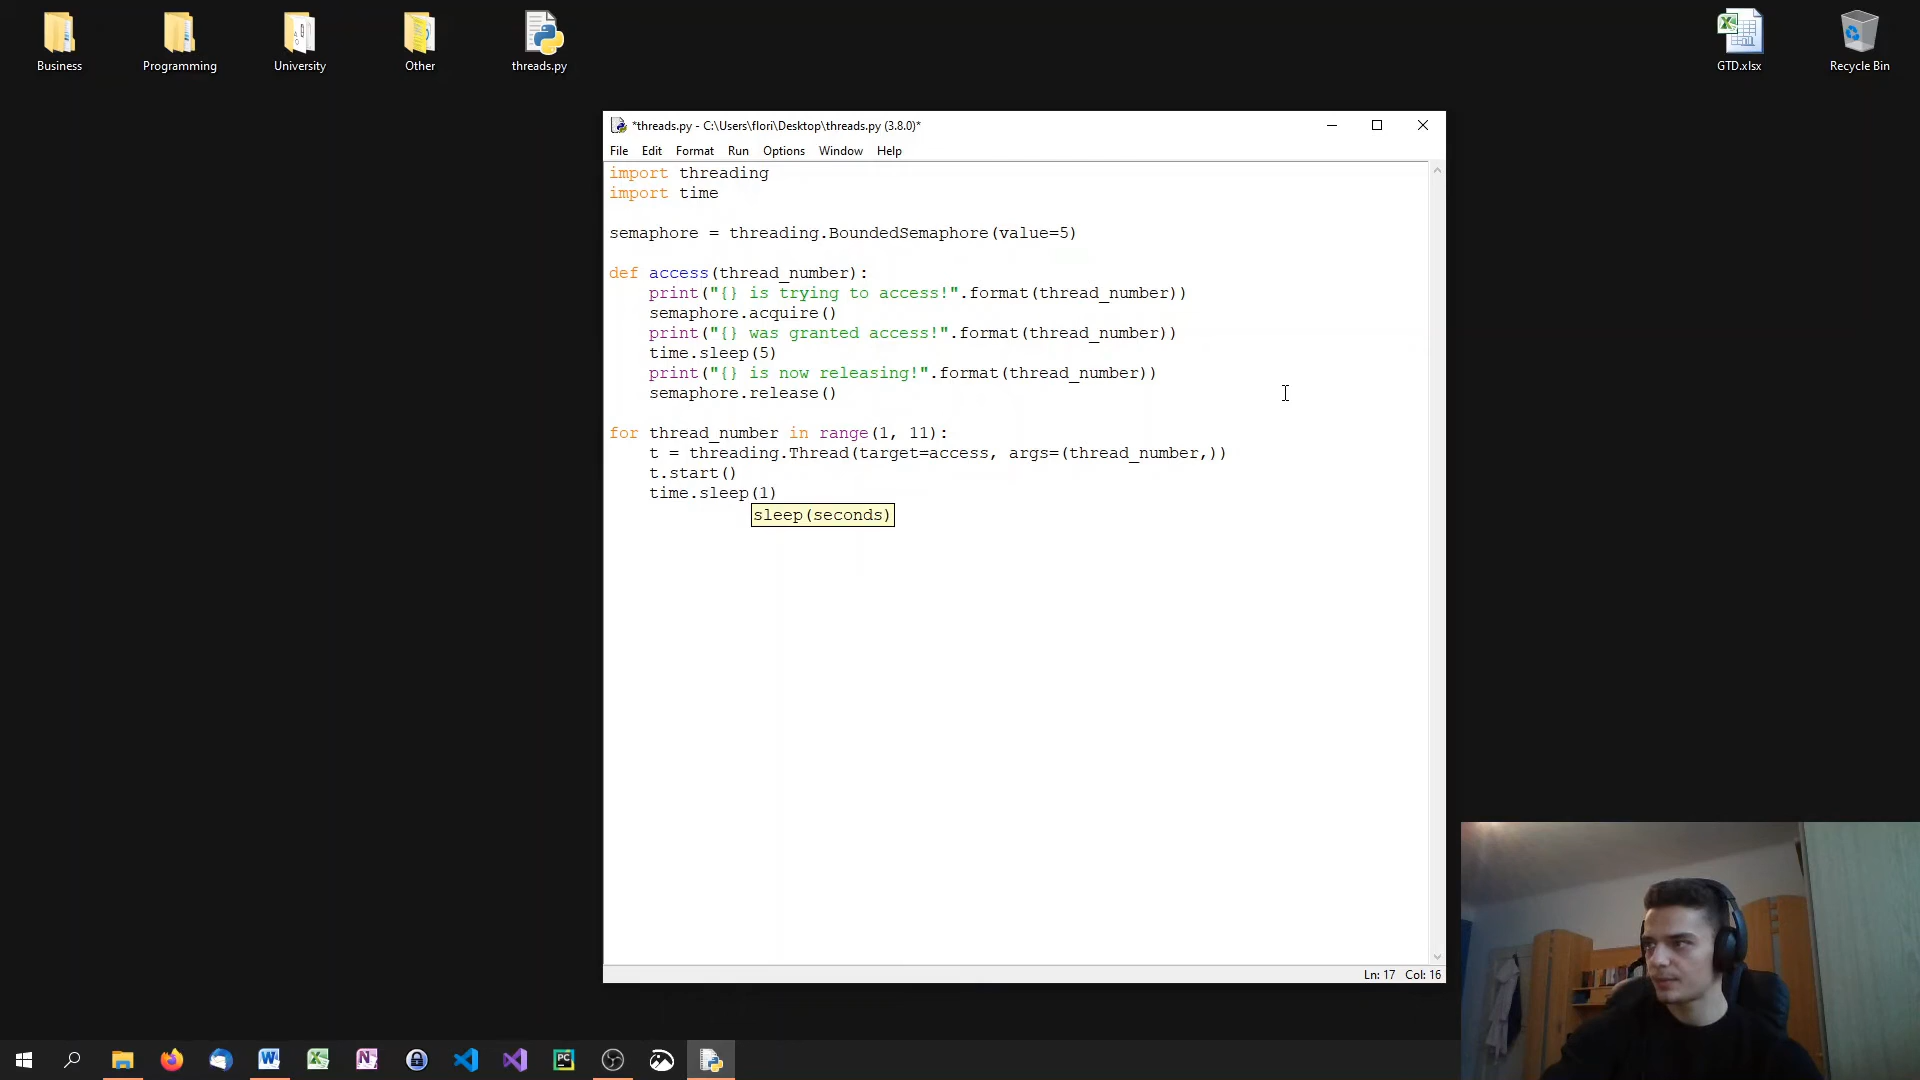 Business
Programming
University
Other
threads.py
GTD.xlsx
Recycle Bin
*threads.py - C:\Users\flori\Desktop\threads.py (3.8.0)*
File Edit Format Run Options Window Help
import threading
import time
semaphore = threading.BoundedSemaphore(value=5)
def access(thread_number):
    print("{} is trying to access!".format(thread_number))
    semaphore.acquire()
    print("{} was granted access!".format(thread_number))
    time.sleep(5)
    print("{} is now releasing!".format(thread_number))
    semaphore.release()
for thread_number in range(1, 11):
    t = threading.Thread(target=access, args=(thread_number,))
    t.start()
    time.sleep(1)
sleep(seconds)
Ln: 17 Col: 16